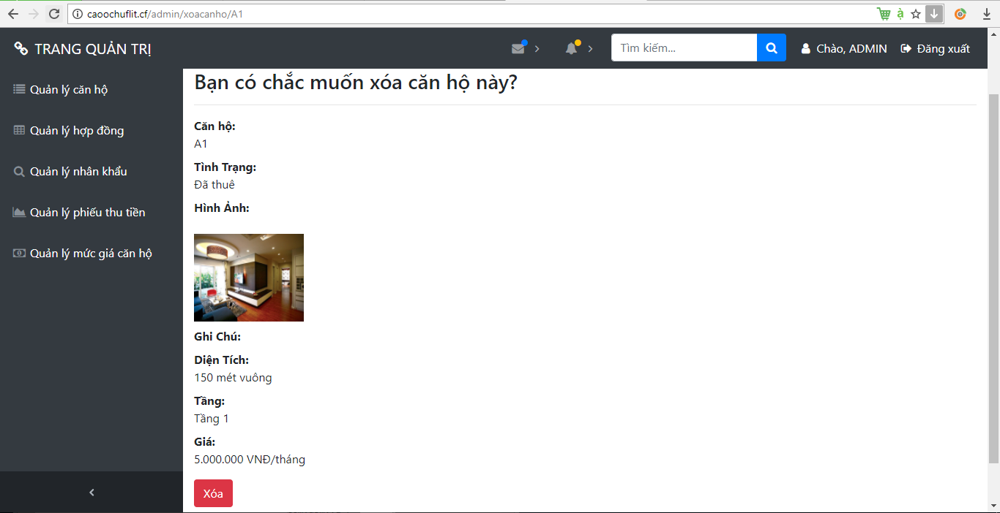 caoochuflit.cf/admin/xoacanho/A1
TRANG QUẢN TRỊ
Tìm kiếm...
Chào, ADMIN
Đăng xuất
Quản lý căn hộ
Quản lý hợp đồng
Quản lý nhân khẩu
Quản lý phiếu thu tiền
Quản lý mức giá căn hộ
Bạn có chắc muốn xóa căn hộ này?
Căn hộ:
A1
Tình Trạng:
Đã thuê
Hình Ảnh:
Ghi Chú:
Diện Tích:
150 mét vuông
Tầng:
Tầng 1
Giá:
5.000.000 VNĐ/tháng
Xóa